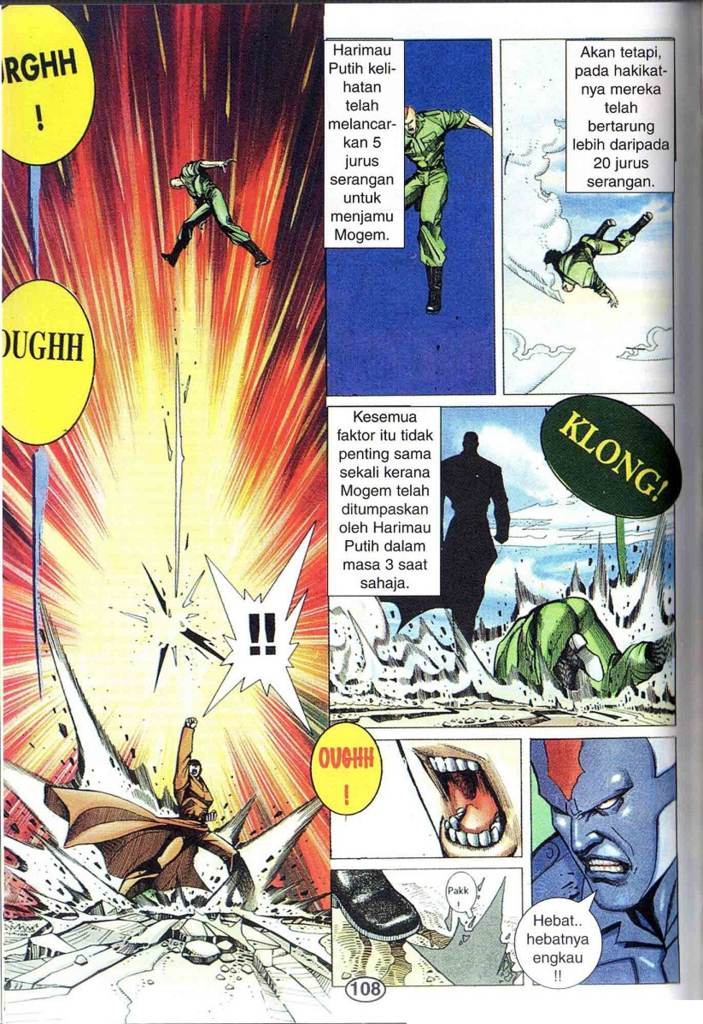 RGHH
!
OUGHH
!!
Harimau
Putih keli-
hatan
telah
melancar-
kan 5
jurus
serangan
untuk
menjamu
Mogem.
Akan tetapi,
pada hakikat-
nya mereka
telah
bertarung
lebih daripada
20 jurus
serangan.
Kesemua
faktor itu tidak
penting sama
sekali kerana
Mogem telah
ditumpaskan
oleh Harimau
Putih dalam
masa 3 saat
sahaja.
KLONG!
OUGHH
!
Pakk
!
Hebat..
hebatnya
engkau
!!
108